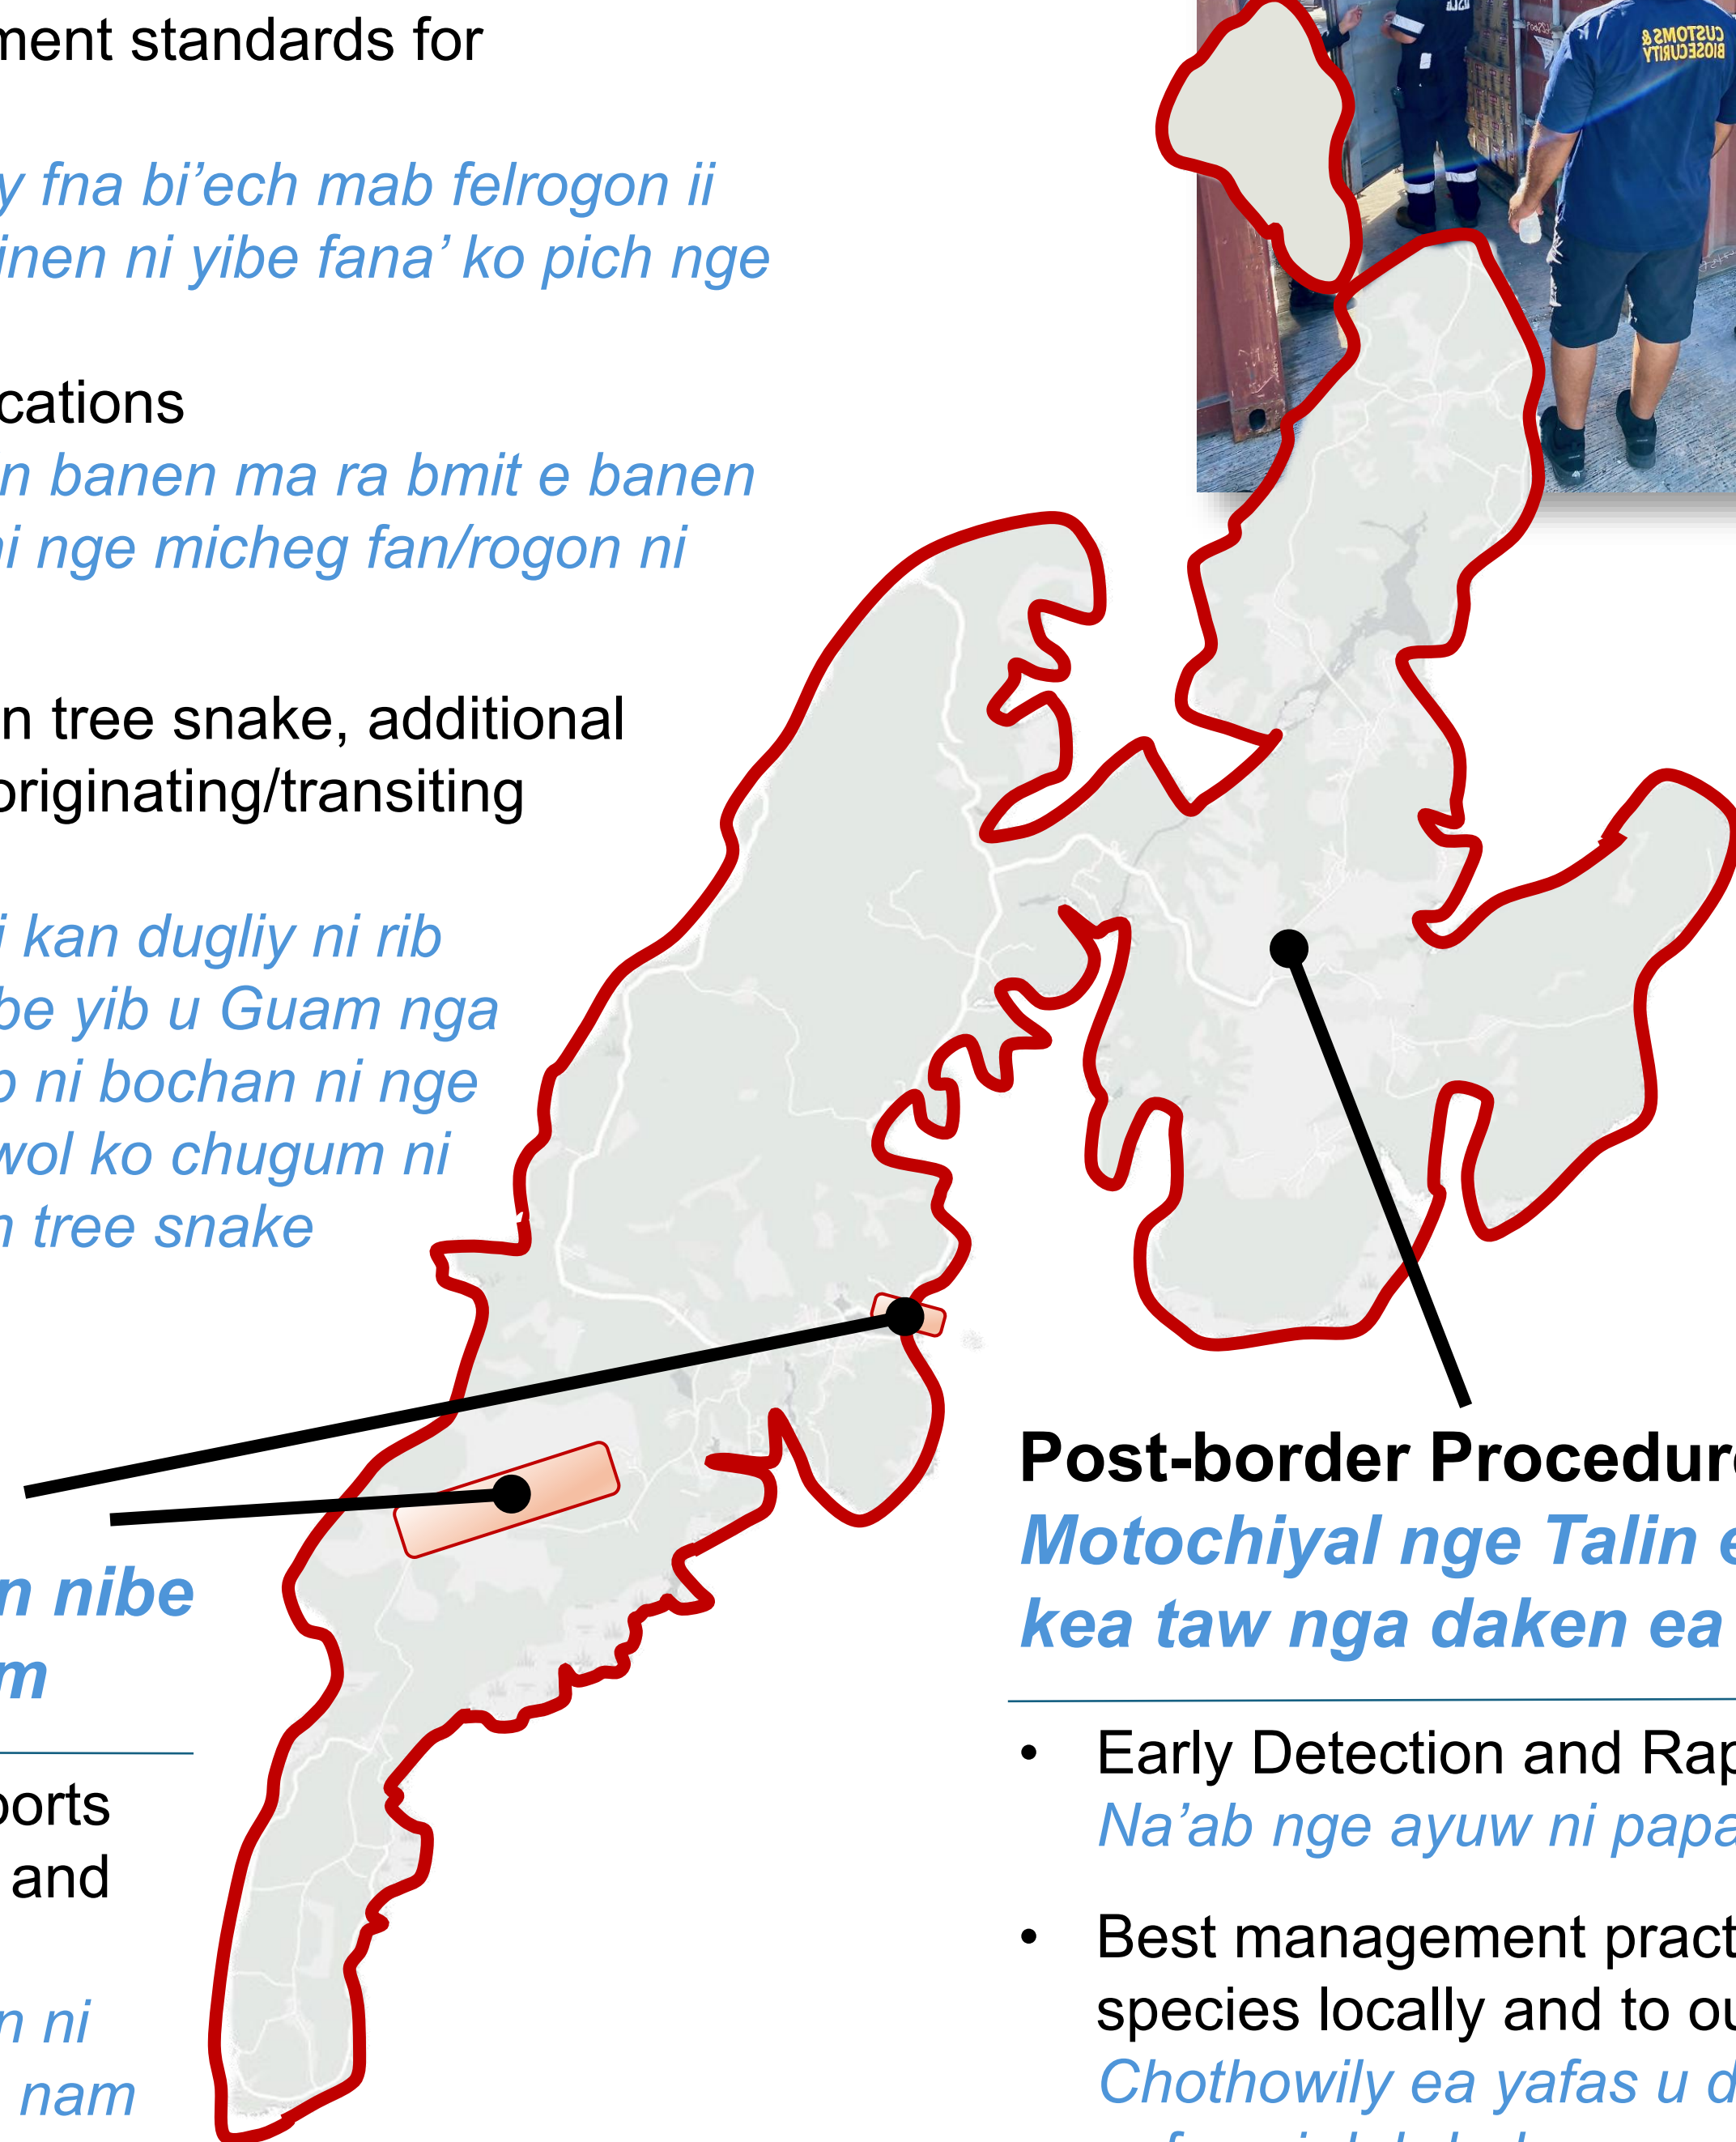 ment standards for
y fna bi’ech mab felrogon ii
inen ni yibe fana’ ko pich nge
cations
n banen ma ra bmit e banen
ni nge micheg fan/rogon ni
n tree snake, additional
originating/transiting
i kan dugliy ni rib
be yib u Guam nga
o ni bochan ni nge
wol ko chugum ni
n tree snake
n nibe
m
ports
and
n ni
nam
CUSTOMS &
BIOSECURITY
Post-border Procedur
Motochiyal nge Talin e
kea taw nga daken ea
• Early Detection and Rap
Na’ab nge ayuw ni papa
• Best management pract
species locally and to ou
Chothowily ea yafas u d